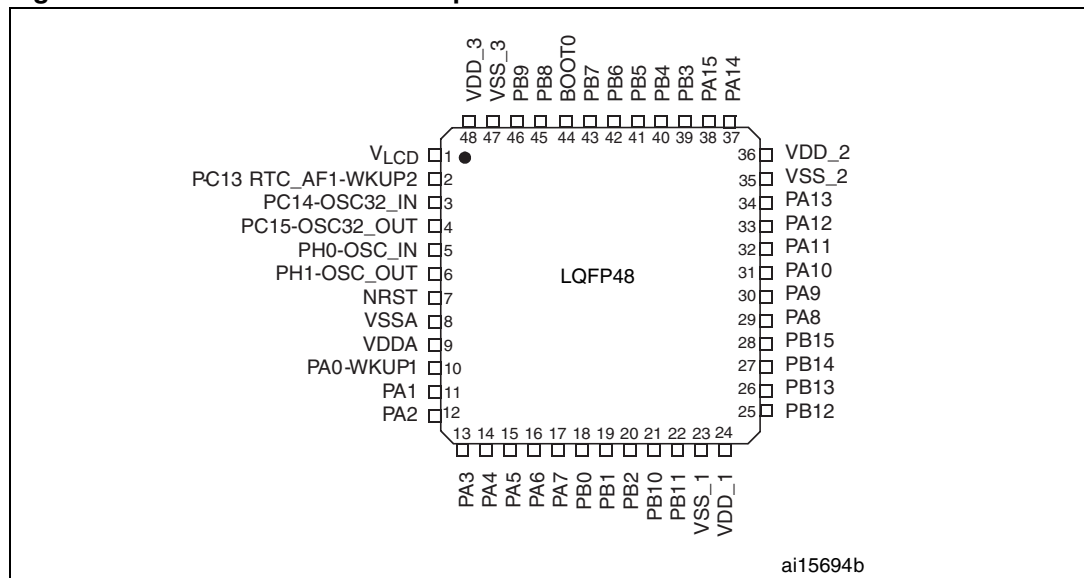 VDD_3
VSS_3
PB9
PB8
BOOT0
PB7
PB6
PB5
PB4
PB3
PA15
PA14
48 47 46 45 44 43 42 41 40 39 38 37
VLCD 1
PC13 RTC_AF1-WKUP2 2
PC14-OSC32_IN 3
PC15-OSC32_OUT 4
PH0-OSC_IN 5
PH1-OSC_OUT 6
NRST 7
VSSA 8
VDDA 9
PA0-WKUP1 10
PA1 11
PA2 12
LQFP48
36 VDD_2
35 VSS_2
34 PA13
33 PA12
32 PA11
31 PA10
30 PA9
29 PA8
28 PB15
27 PB14
26 PB13
25 PB12
13 14 15 16 17 18 19 20 21 22 23 24
PA3
PA4
PA5
PA6
PA7
PB0
PB1
PB2
PB10
PB11
VSS_1
VDD_1
ai15694b